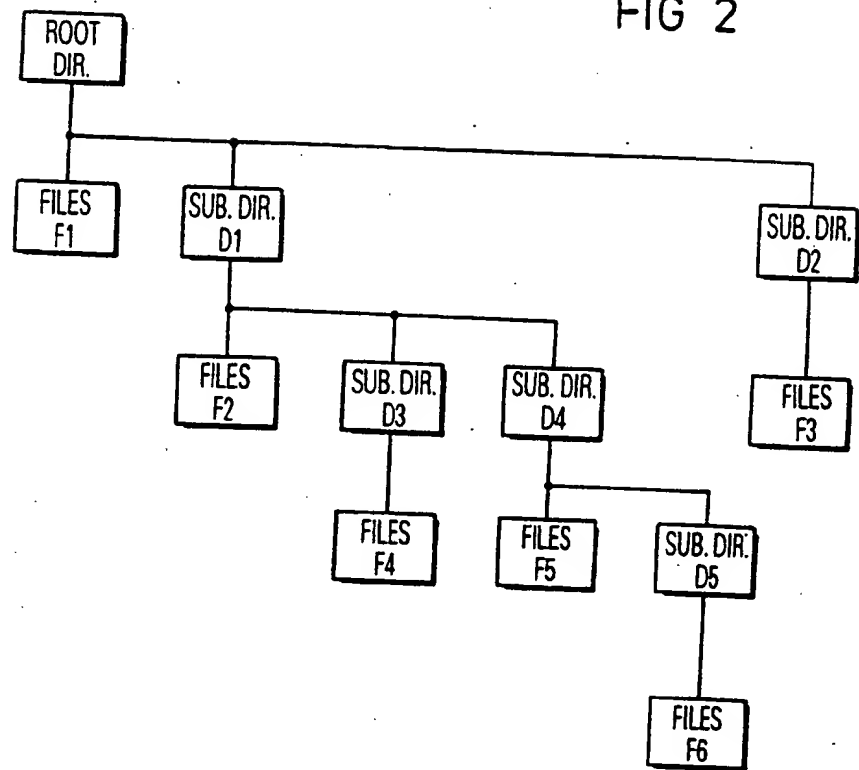 FIG 2
ROOT
DIR.
FILES
F1
SUB. DIR.
D1
SUB. DIR.
D2
FILES
F2
SUB. DIR.
D3
SUB. DIR.
D4
FILES
F3
FILES
F4
FILES
F5
SUB. DIR.
D5
FILES
F6